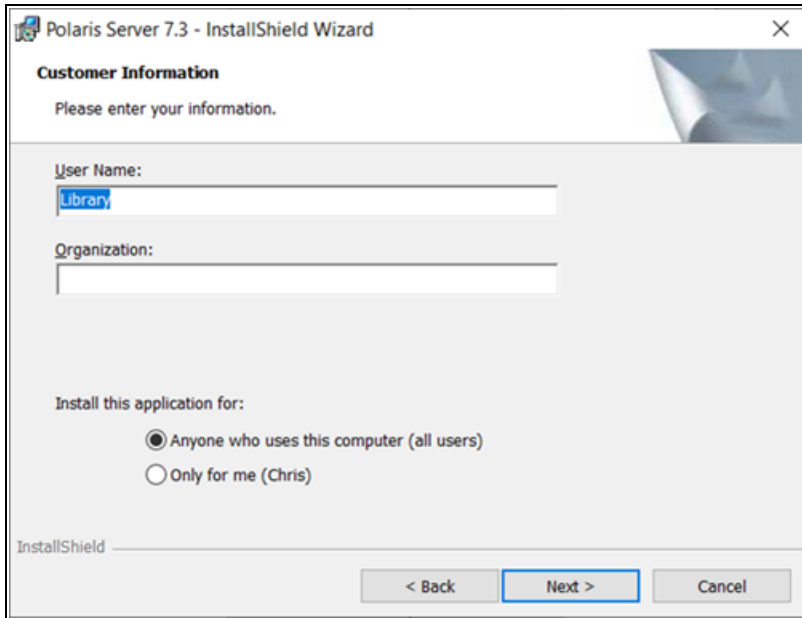 Polaris Server 7.3 - InstallShield Wizard
Customer Information
Please enter your information.
User Name:
Library
Organization:
Install this application for:
Anyone who uses this computer (all users)
Only for me (Chris)
InstallShield
< Back Next > Cancel